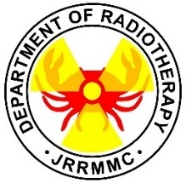 DEPARTMENT OF RADIOTHERAPY
· JRRMMC ·